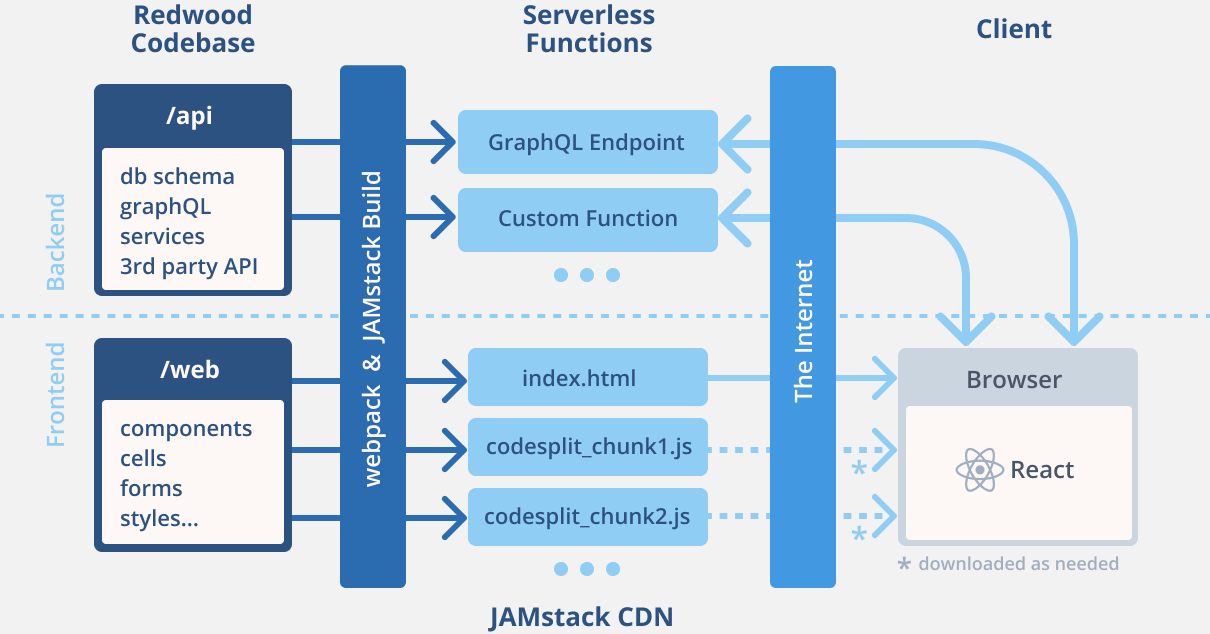 Redwood
Codebase
Serverless
Functions
Client
/api
db schema
graphQL
services
3rd party API
Backend
webpack & JAMstack Build
GraphQL Endpoint
Custom Function
The Internet
Frontend
/web
components
cells
forms
styles...
index.html
codesplit_chunk1.js
codesplit_chunk2.js
*
*
Browser
React
* downloaded as needed
JAMstack CDN